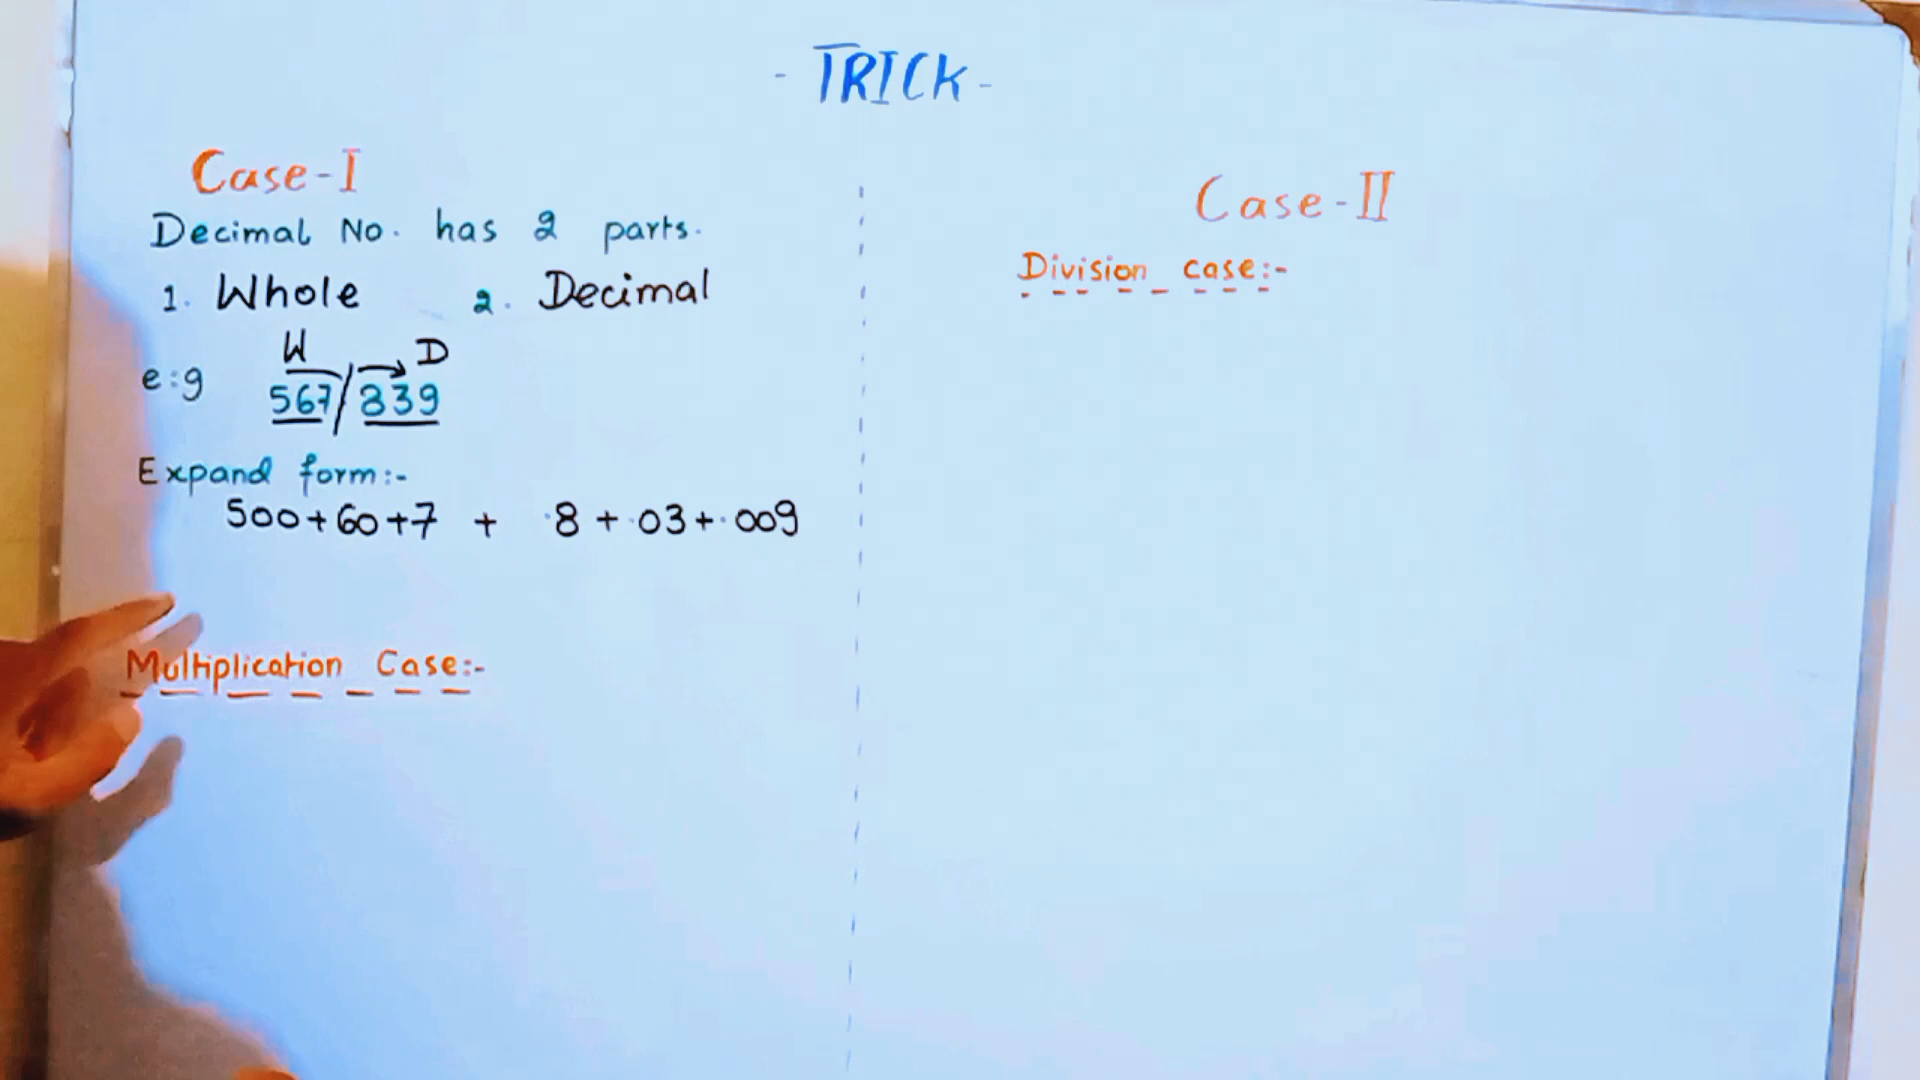 - TRICK -
Case-I
Decimal No. has 2 parts.
1. Whole 2. Decimal
W D
e:g 567/839
Expand form:-
500+60+7 + .8 + .03 + .009
Multiplication Case:-
Case-II
Division case:-